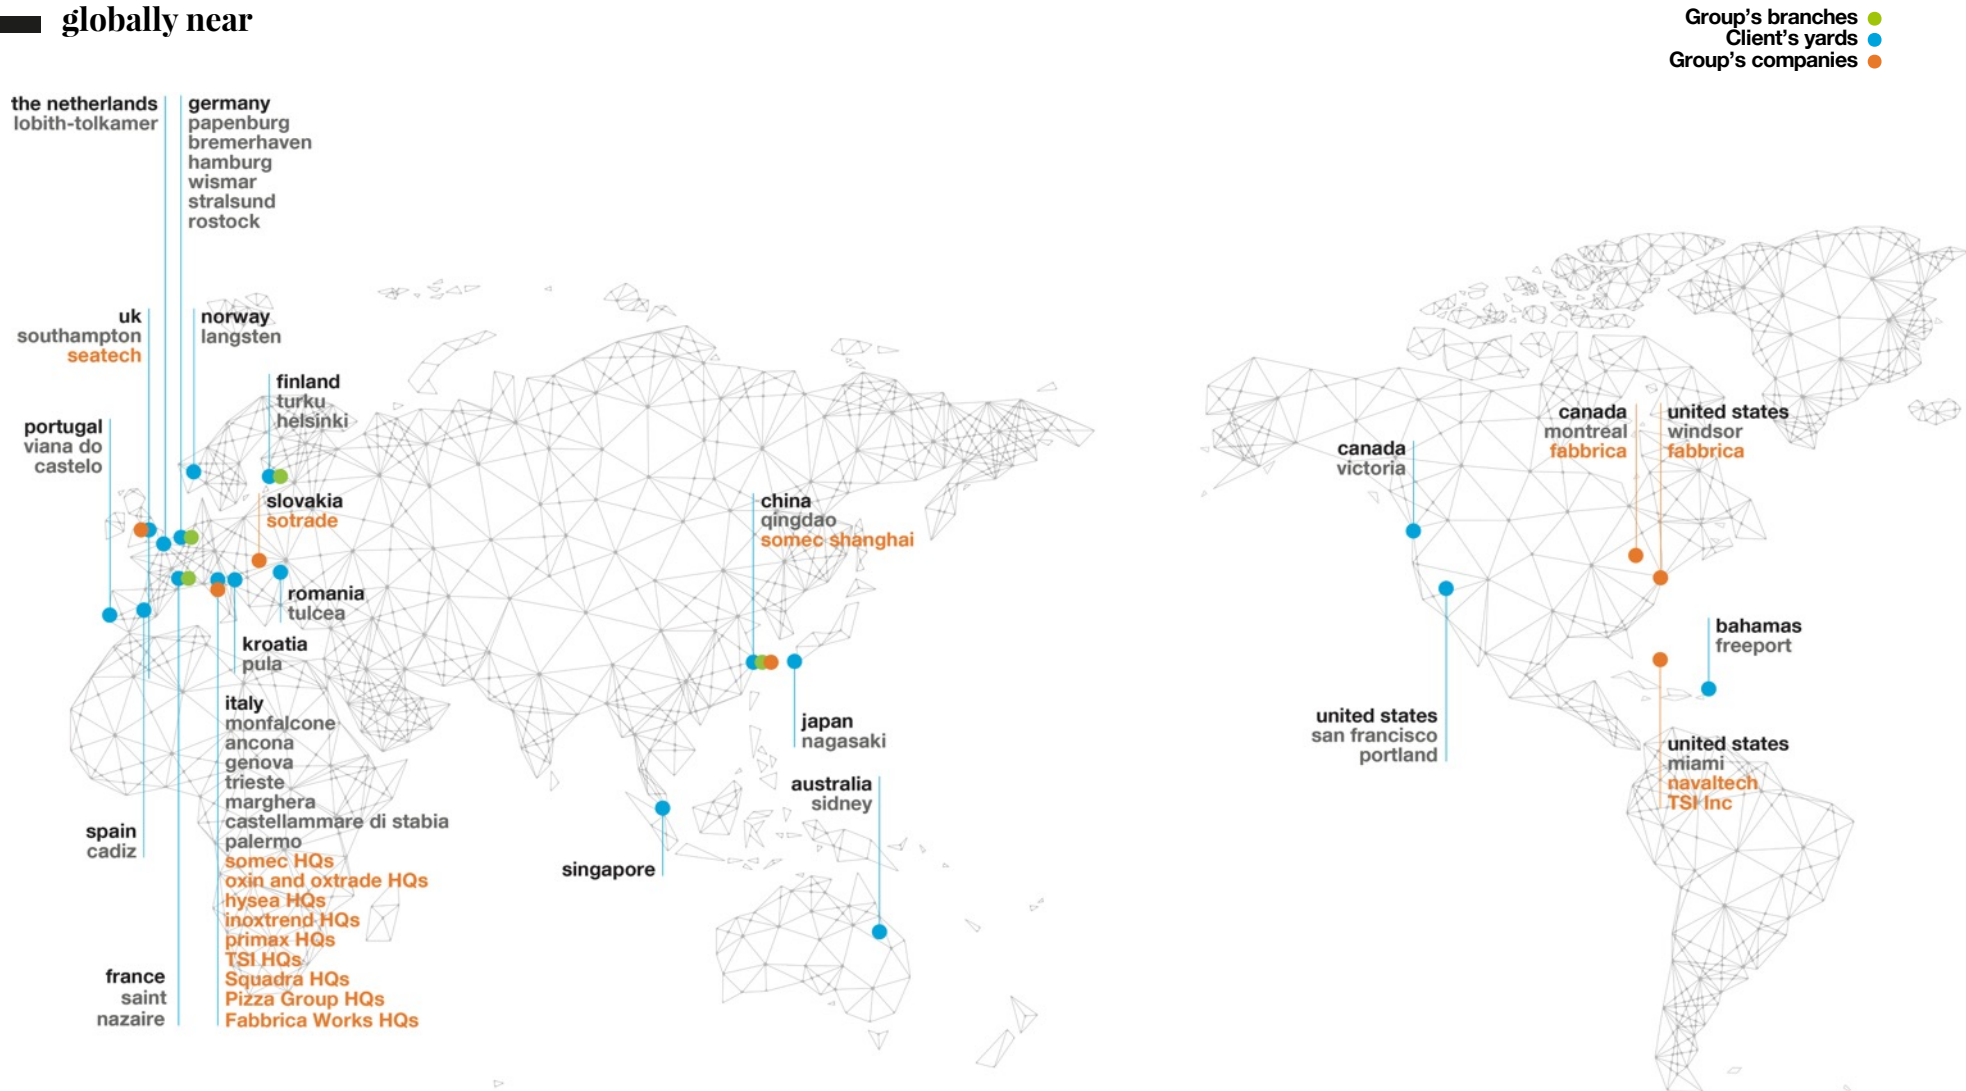 globally near
Group's branches
Client's yards
Group's companies
the netherlands
lobith-tolkamer
germany
papenburg
bremerhaven
hamburg
wismar
stralsund
rostock
uk
southampton
seatech
norway
langsten
finland
turku
helsinki
portugal
viana do
castelo
slovakia
sotrade
romania
tulcea
kroatia
pula
italy
monfalcone
ancona
genova
trieste
marghera
castellammare di stabia
palermo
somec HQs
oxin and oxtrade HQs
hysea HQs
inoxtrend HQs
primax HQs
TSI HQs
Squadra HQs
Pizza Group HQs
Fabbrica Works HQs
spain
cadiz
france
saint
nazaire
china
qingdao
somec shanghai
japan
nagasaki
australia
sidney
singapore
canada
victoria
canada
montreal
fabbrica
united states
windsor
fabbrica
bahamas
freeport
united states
san francisco
portland
united states
miami
navaltech
TSI Inc